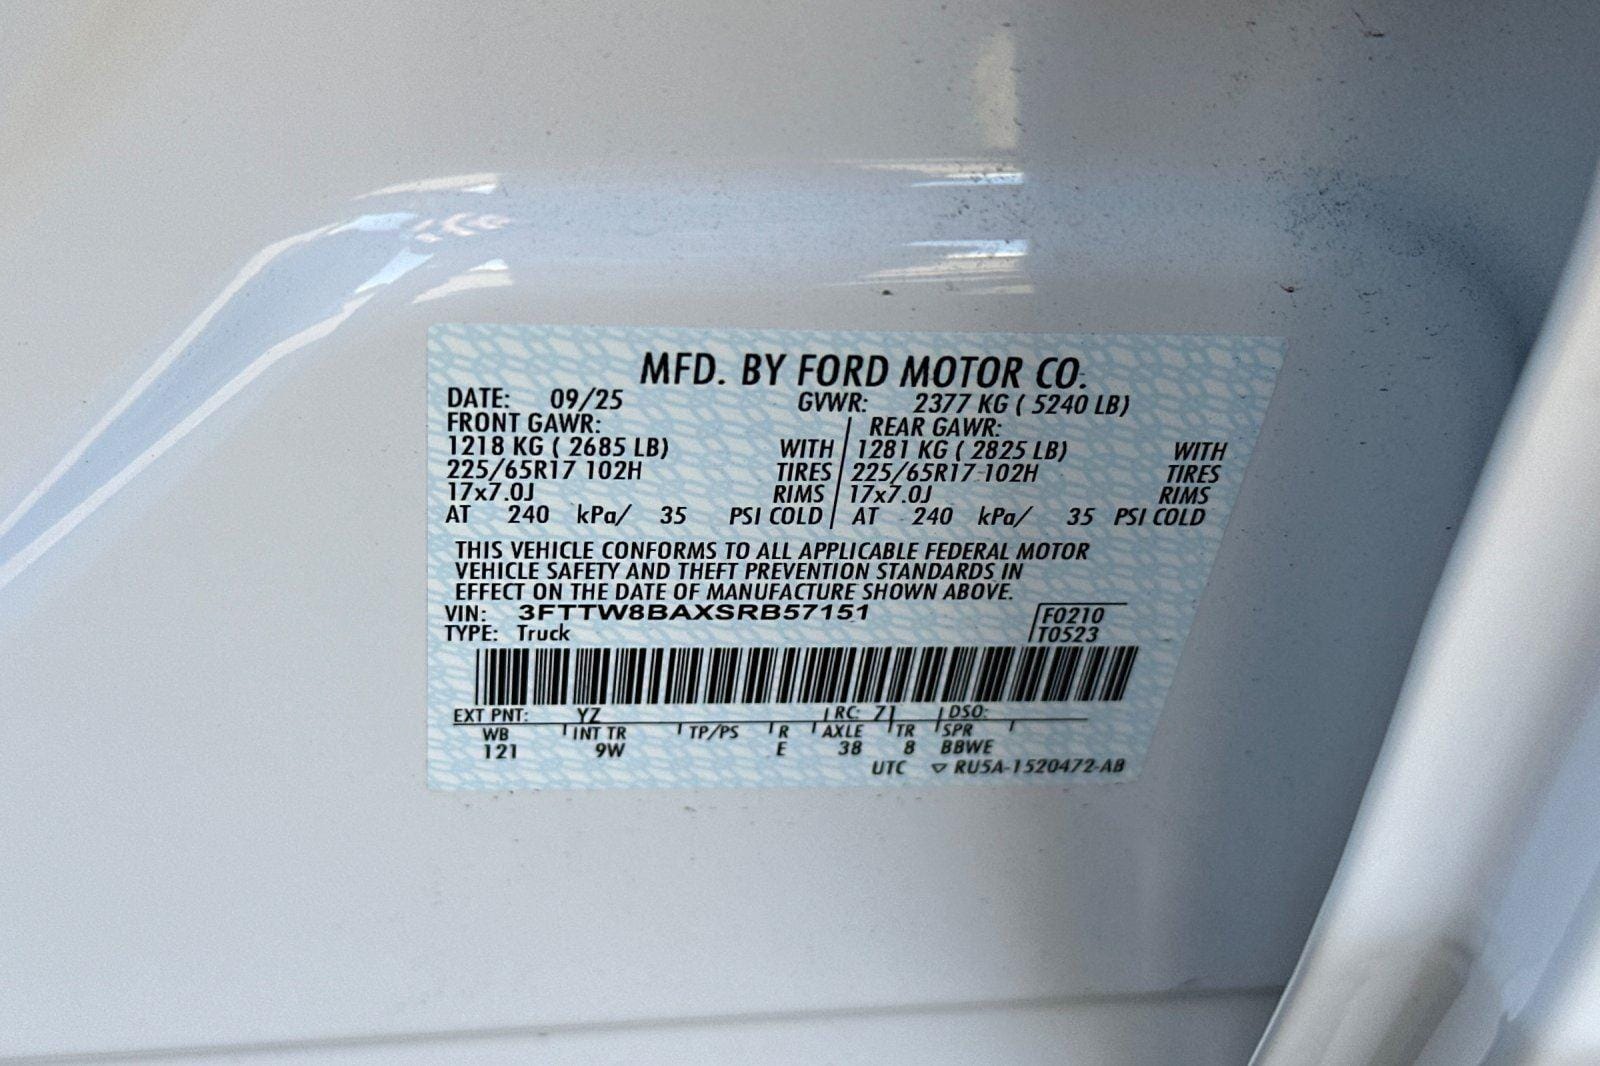 MFD. BY FORD MOTOR CO.
DATE: 09/25 GVWR: 2377 KG ( 5240 LB)
FRONT GAWR: REAR GAWR:
1218 KG ( 2685 LB) WITH 1281 KG ( 2825 LB) WITH
225/65R17 102H TIRES 225/65R17 102H TIRES
17x7.0J RIMS 17x7.0J RIMS
AT 240 kPa/ 35 PSI COLD AT 240 kPa/ 35 PSI COLD
THIS VEHICLE CONFORMS TO ALL APPLICABLE FEDERAL MOTOR
VEHICLE SAFETY AND THEFT PREVENTION STANDARDS IN
EFFECT ON THE DATE OF MANUFACTURE SHOWN ABOVE.
VIN: 3FTTW8BAXSRB57151 F0210
TYPE: Truck T0523
EXT PNT: YZ RC: 71 DSO:
WB INT TR TP/PS R AXLE TR SPR
121 9W E 38 8 BBWE
UTC ▽ RU5A-1520472-AB